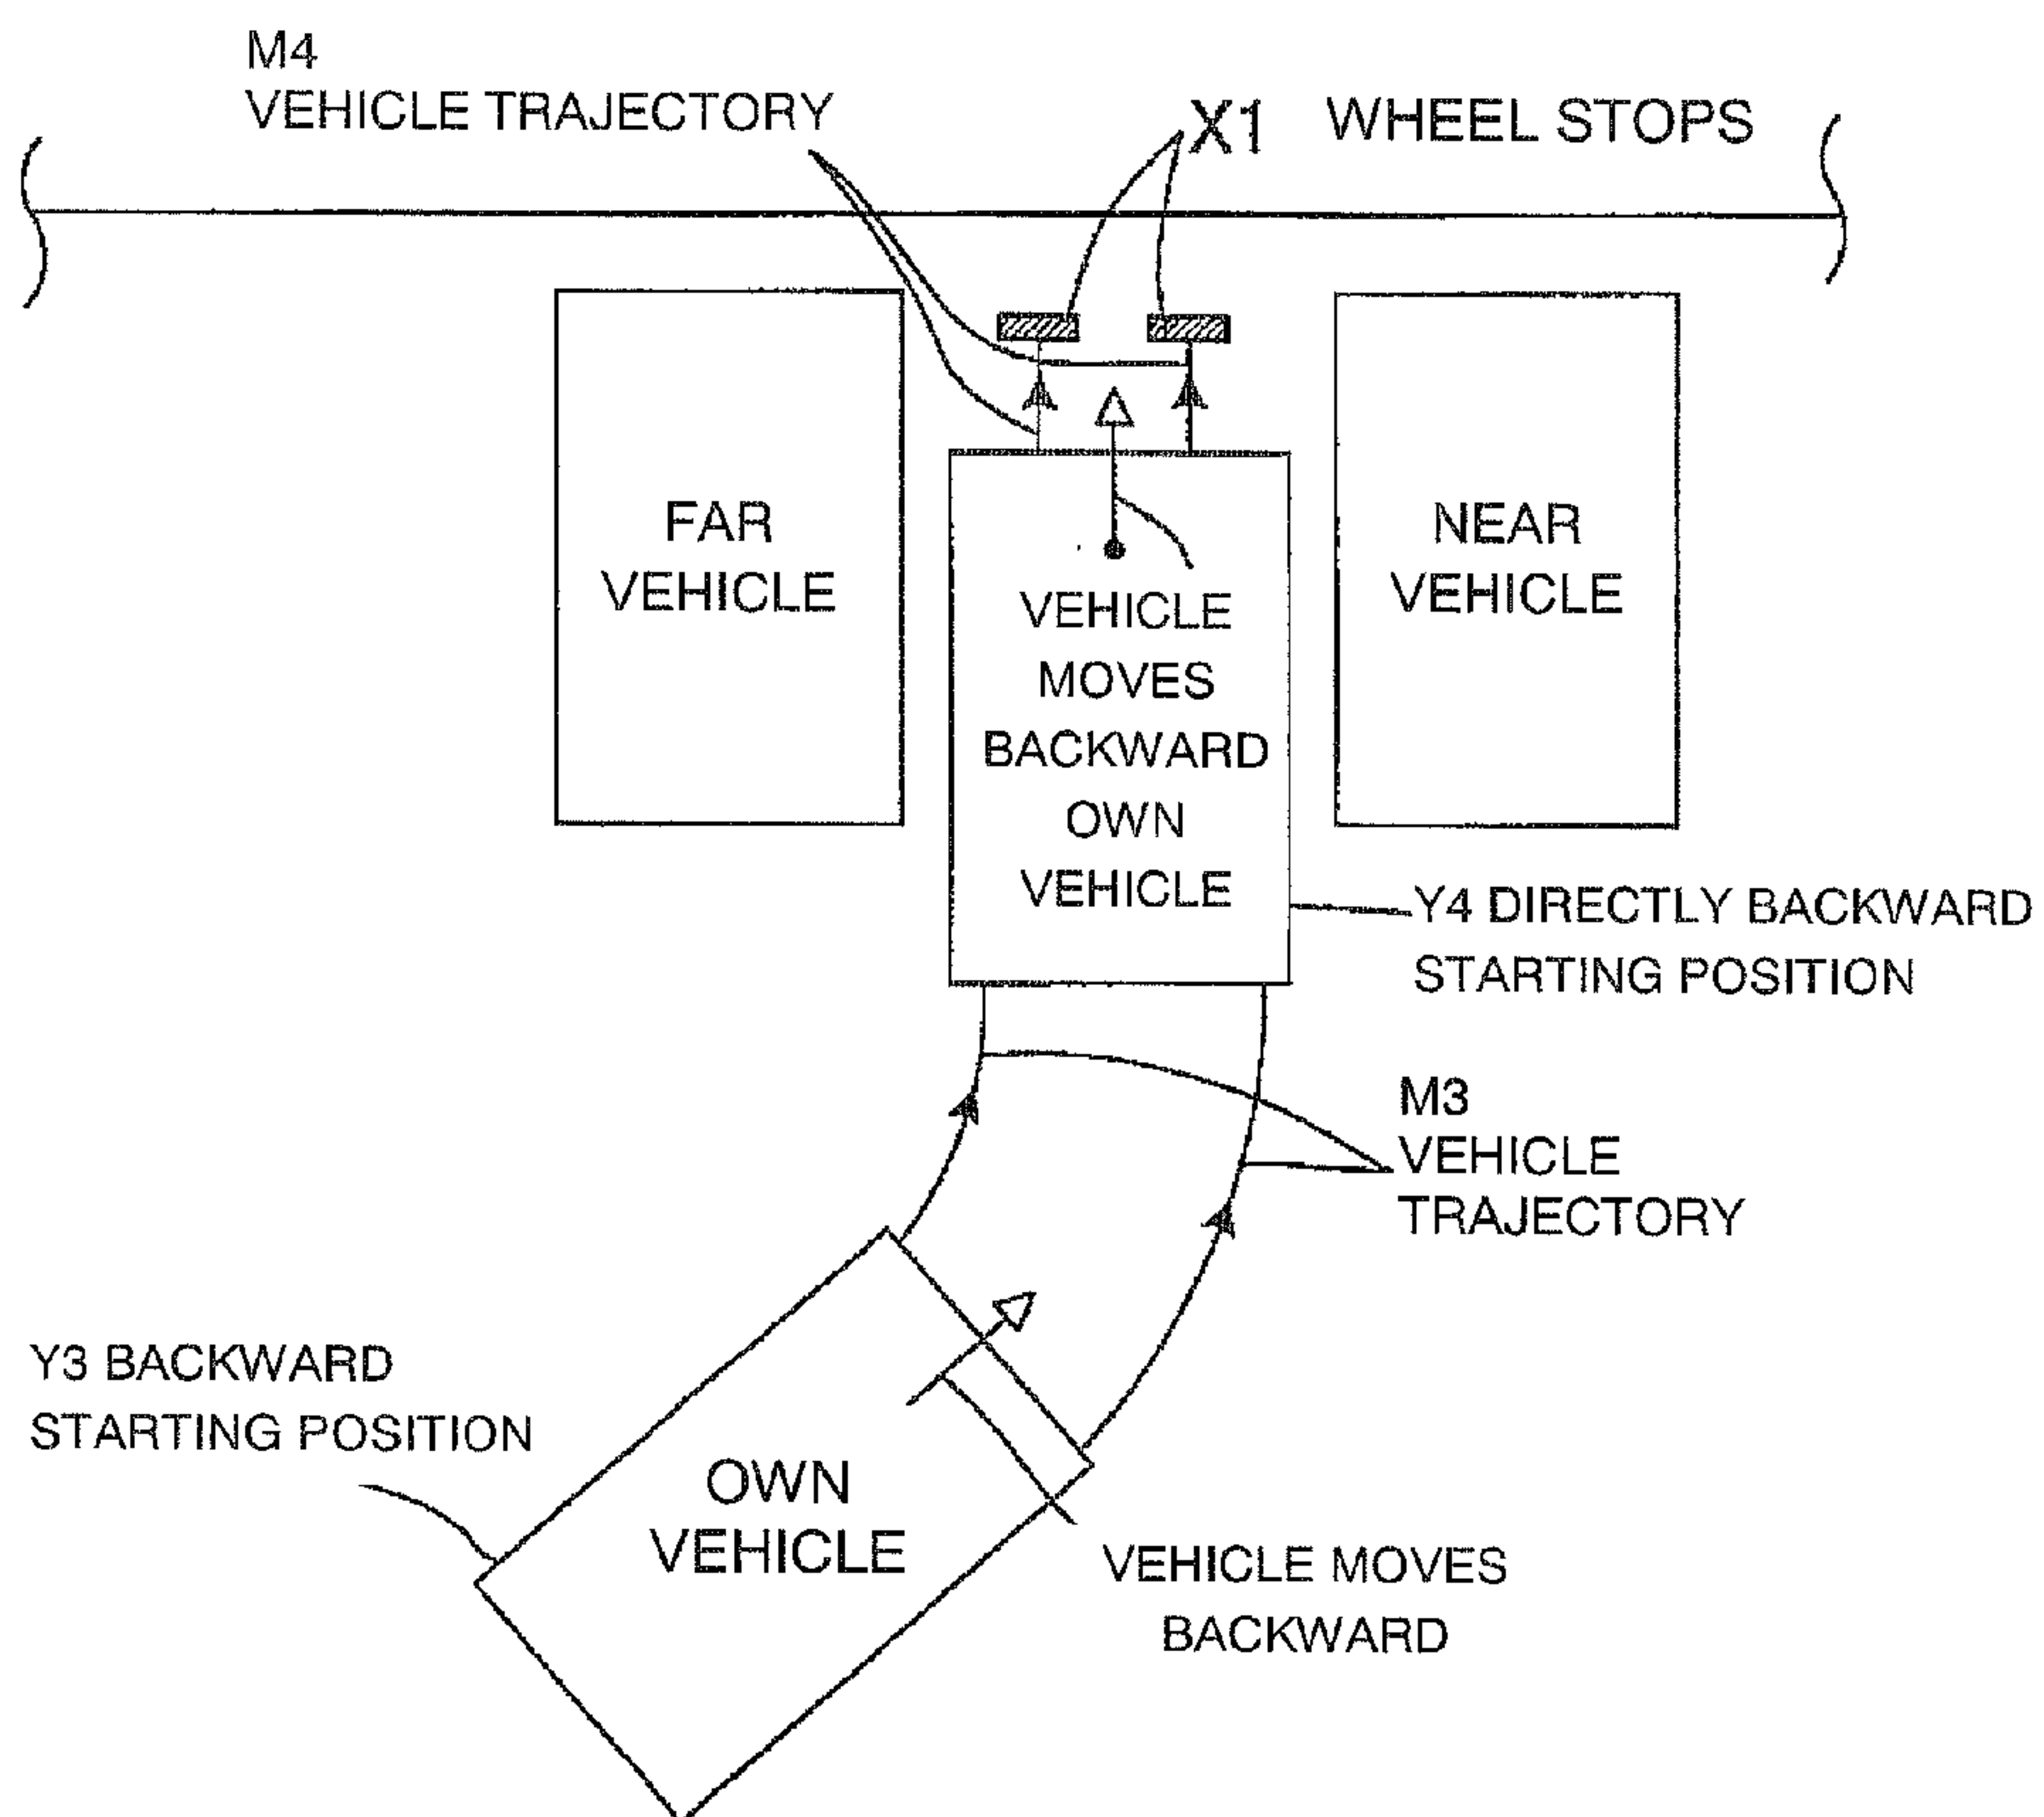 M4
VEHICLE TRAJECTORY
X1 WHEEL STOPS
FAR
VEHICLE
NEAR
VEHICLE
VEHICLE
MOVES
BACKWARD
OWN
VEHICLE
Y4 DIRECTLY BACKWARD
STARTING POSITION
M3
VEHICLE
TRAJECTORY
Y3 BACKWARD
STARTING POSITION
OWN
VEHICLE
VEHICLE MOVES
BACKWARD